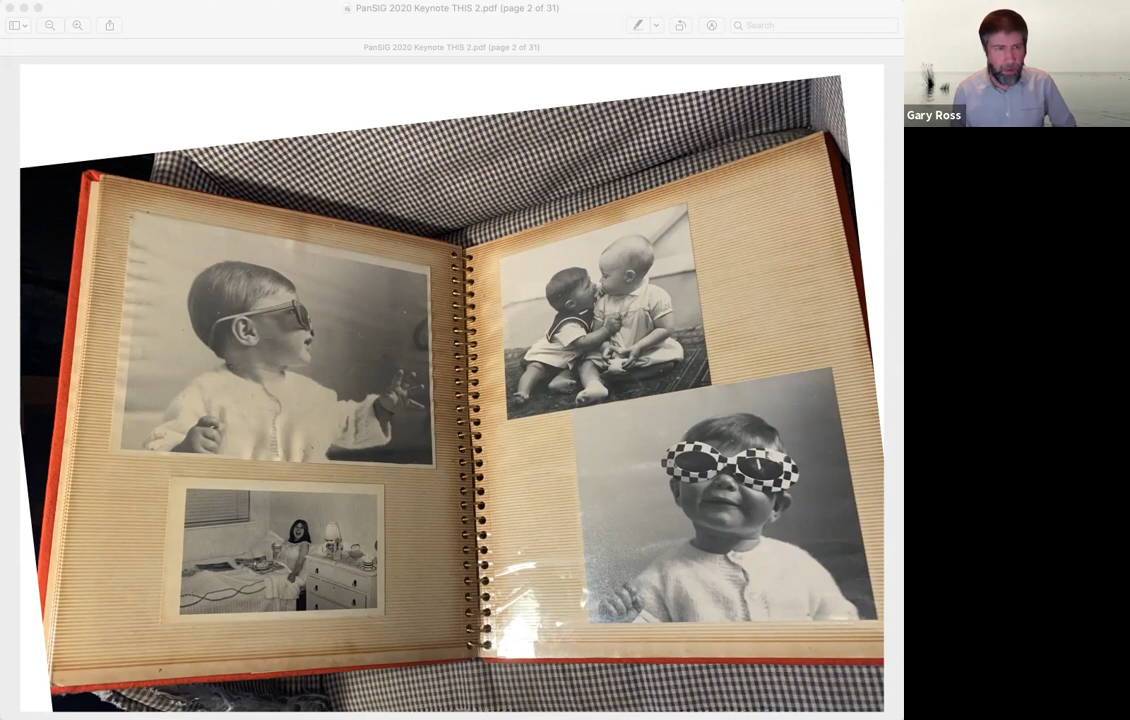 PanSIG 2020 Keynote THIS 2.pdf (page 2 of 31)
Search
PanSIG 2020 Keynote THIS 2.pdf (page 2 of 31)
Gary Ross